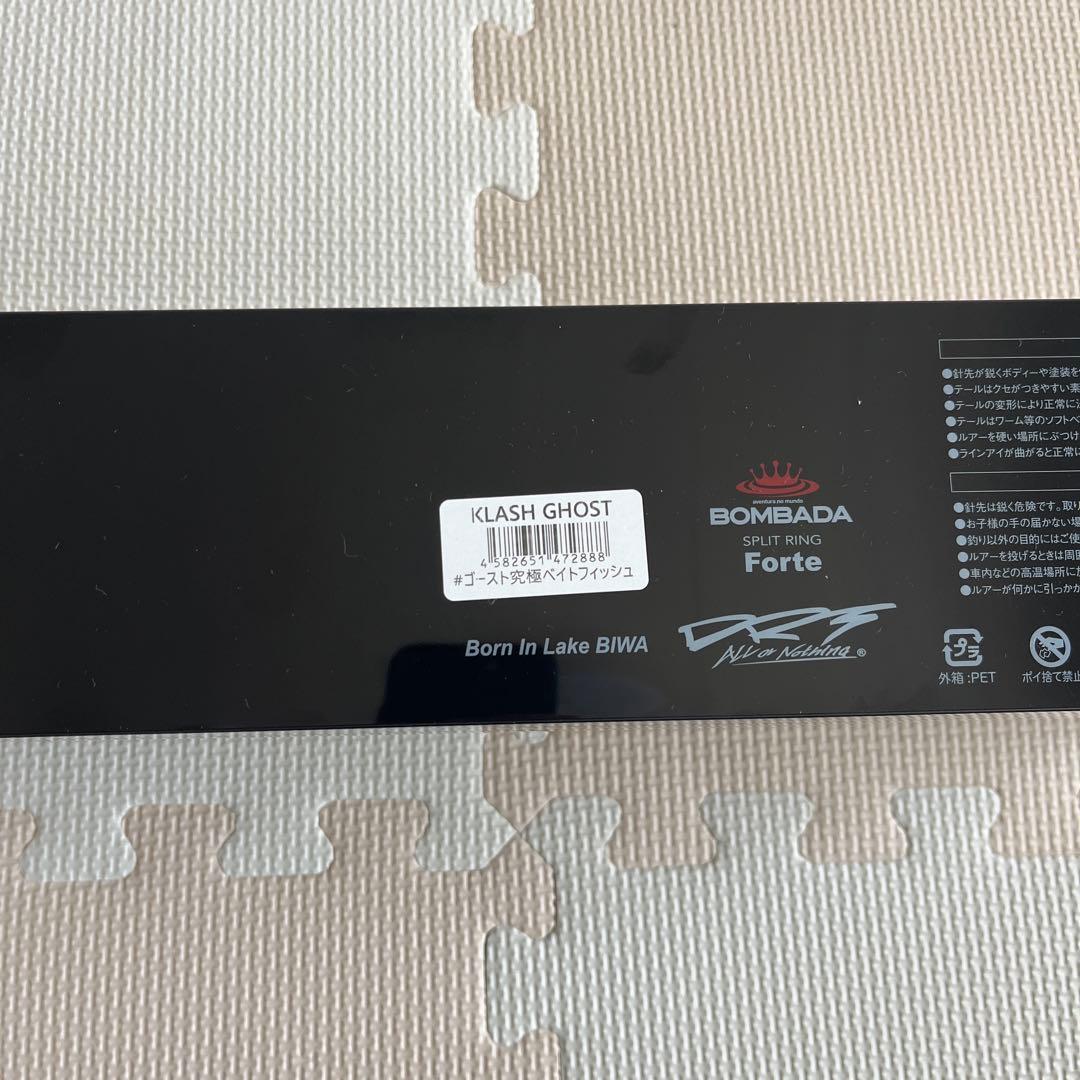 KLASH GHOST
4 582651 472888
#ゴースト究極ベイトフィッシュ
Born In Lake BIWA
aventura no mundo
BOMBADA
SPLIT RING
Forte
DRT
All or Nothing ®
●針先が鋭くボディーや塗装を
●テールはクセがつきやすい素
●テールの変形により正常に
●テールはワーム等のソフトベ
●ルアーを硬い場所にぶつけ
●ラインアイが曲がると正常に
●針先は鋭く危険です。取り
●お子様の手の届かない場
●釣り以外の目的にはご使
●ルアーを投げるときは周囲
●車内などの高温場所に
●ルアーが何かに引っかか
プラ
外箱:PET
ポイ捨て禁止